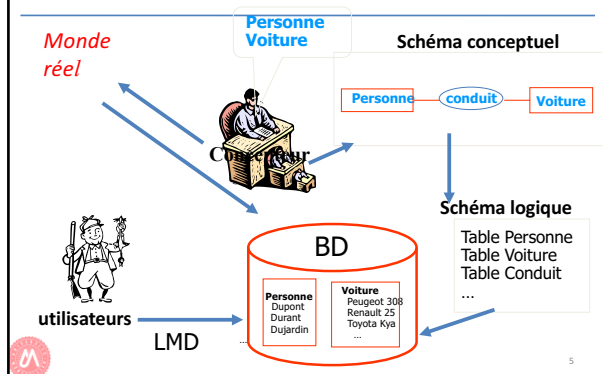 Monde
réel
Personne
Voiture
Schéma conceptuel
Personne
conduit
Voiture
Concepteur
Schéma logique
Table Personne
Table Voiture
Table Conduit
...
BD
Personne
Dupont
Durant
Dujardin
...
Voiture
Peugeot 308
Renault 25
Toyota Kya
...
utilisateurs
LMD
5